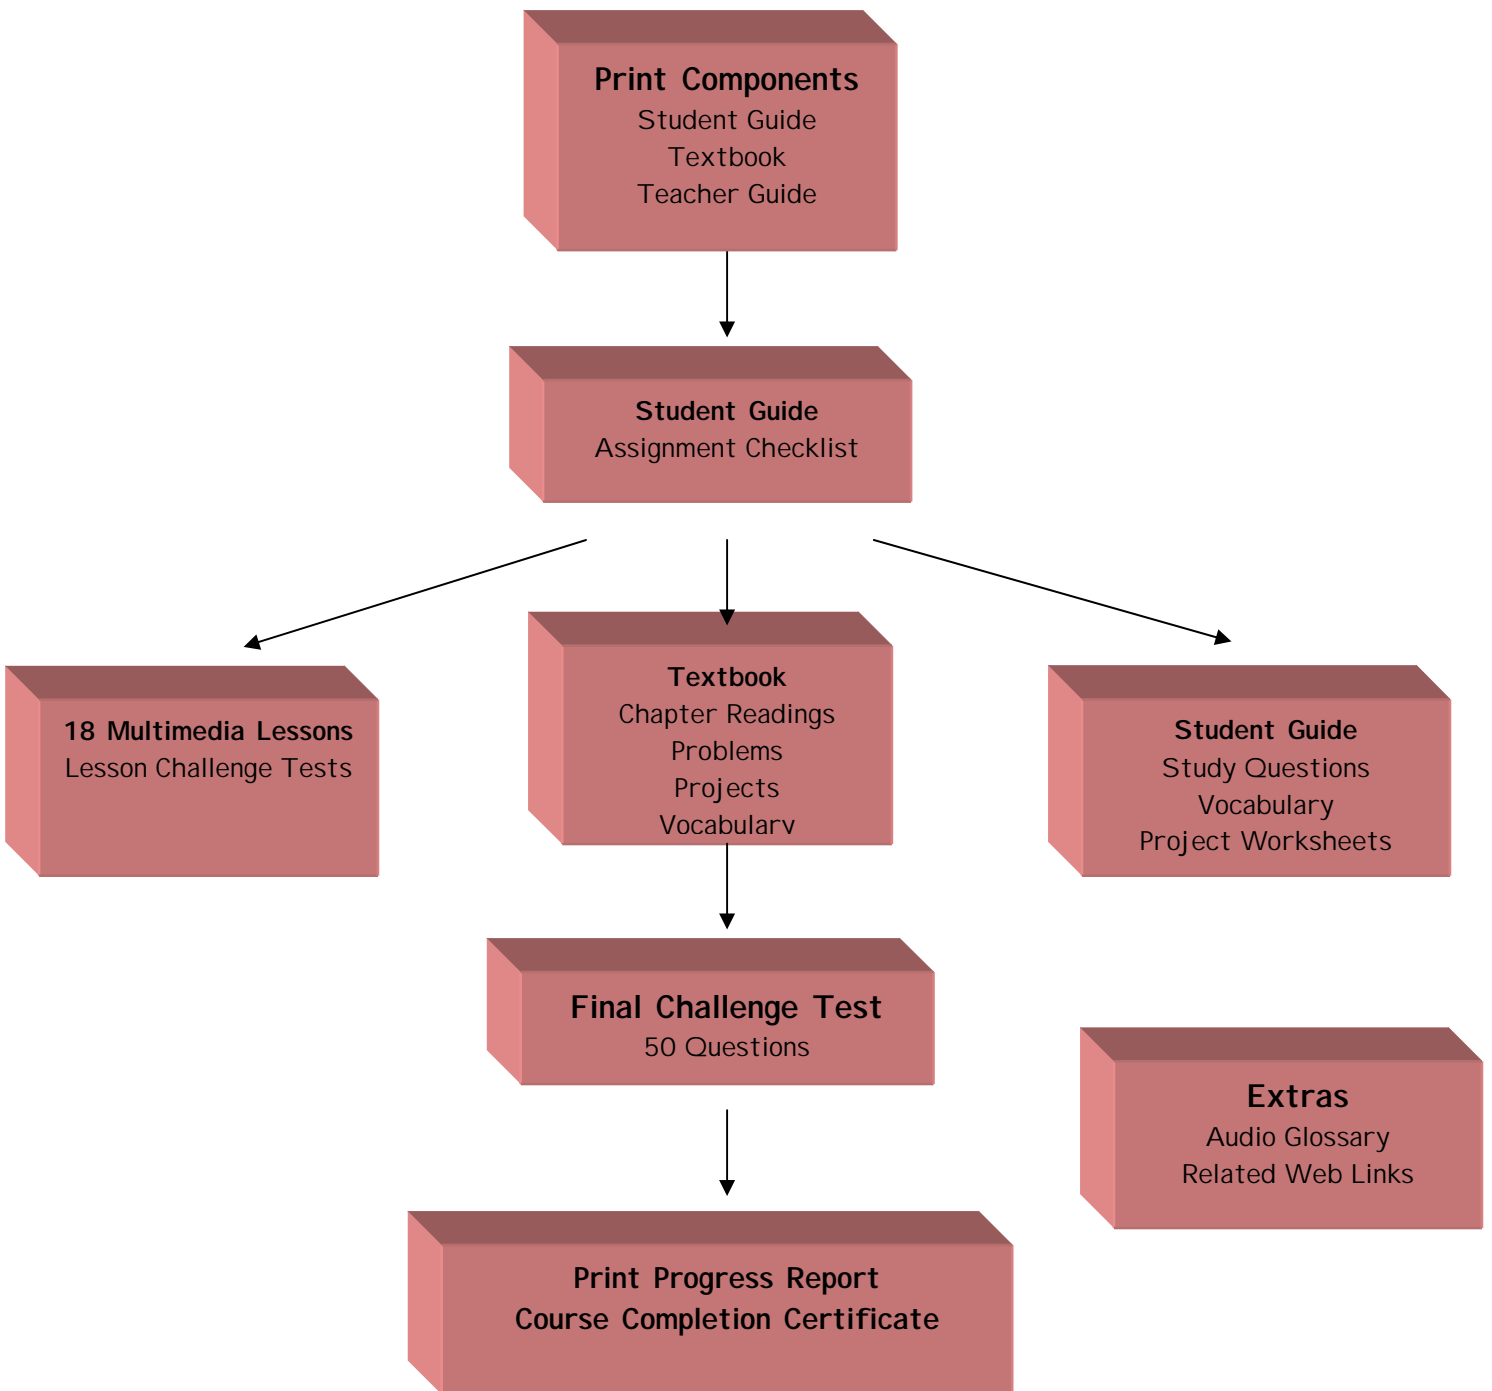 Print Components
Student Guide
Textbook
Teacher Guide
Student Guide
Assignment Checklist
18 Multimedia Lessons
Lesson Challenge Tests
Textbook
Chapter Readings
Problems
Projects
Vocabulary
Student Guide
Study Questions
Vocabulary
Project Worksheets
Final Challenge Test
50 Questions
Extras
Audio Glossary
Related Web Links
Print Progress Report
Course Completion Certificate